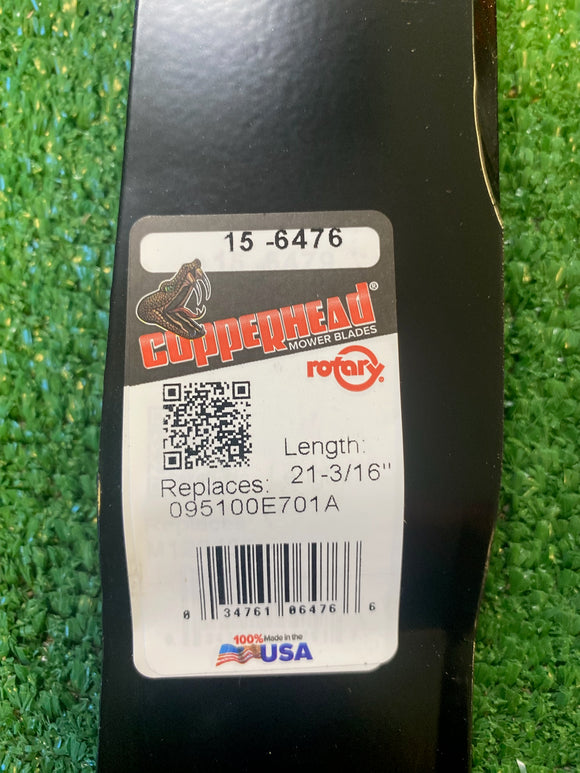 15 -6476
COPPERHEAD®
MOWER BLADES
rotary®
Length:
Replaces: 21-3/16"
095100E701A
0 34761 06476 6
100% Made in the
USA